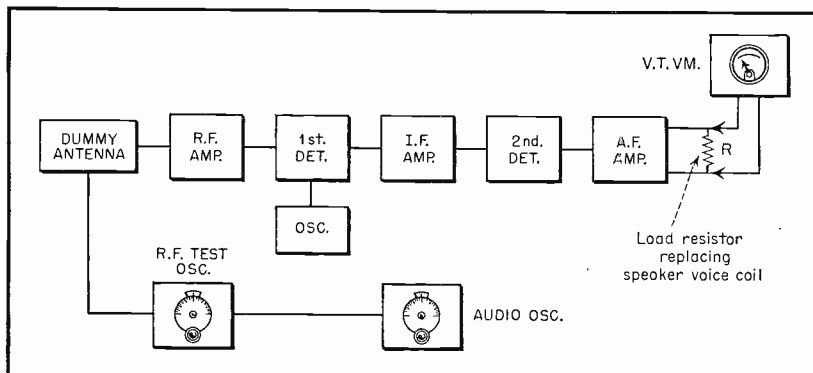 V.T. VM.
DUMMY
ANTENNA
R.F.
AMP.
1st.
DET.
I.F.
AMP.
2nd.
DET.
A.F.
AMP.
R
OSC.
Load resistor
replacing
speaker voice coil
R.F. TEST
OSC.
AUDIO OSC.